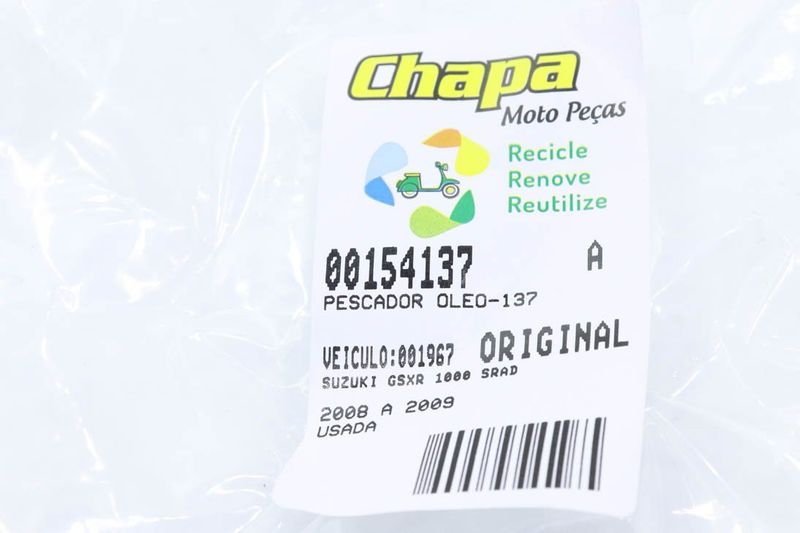 Chapa
Moto Peças
Recicle
Renove
Reutilize
00154137 A
PESCADOR OLEO-137
VEICULO:001967 ORIGINAL
SUZUKI GSXR 1000 SRAD
2008 A 2009
USADA